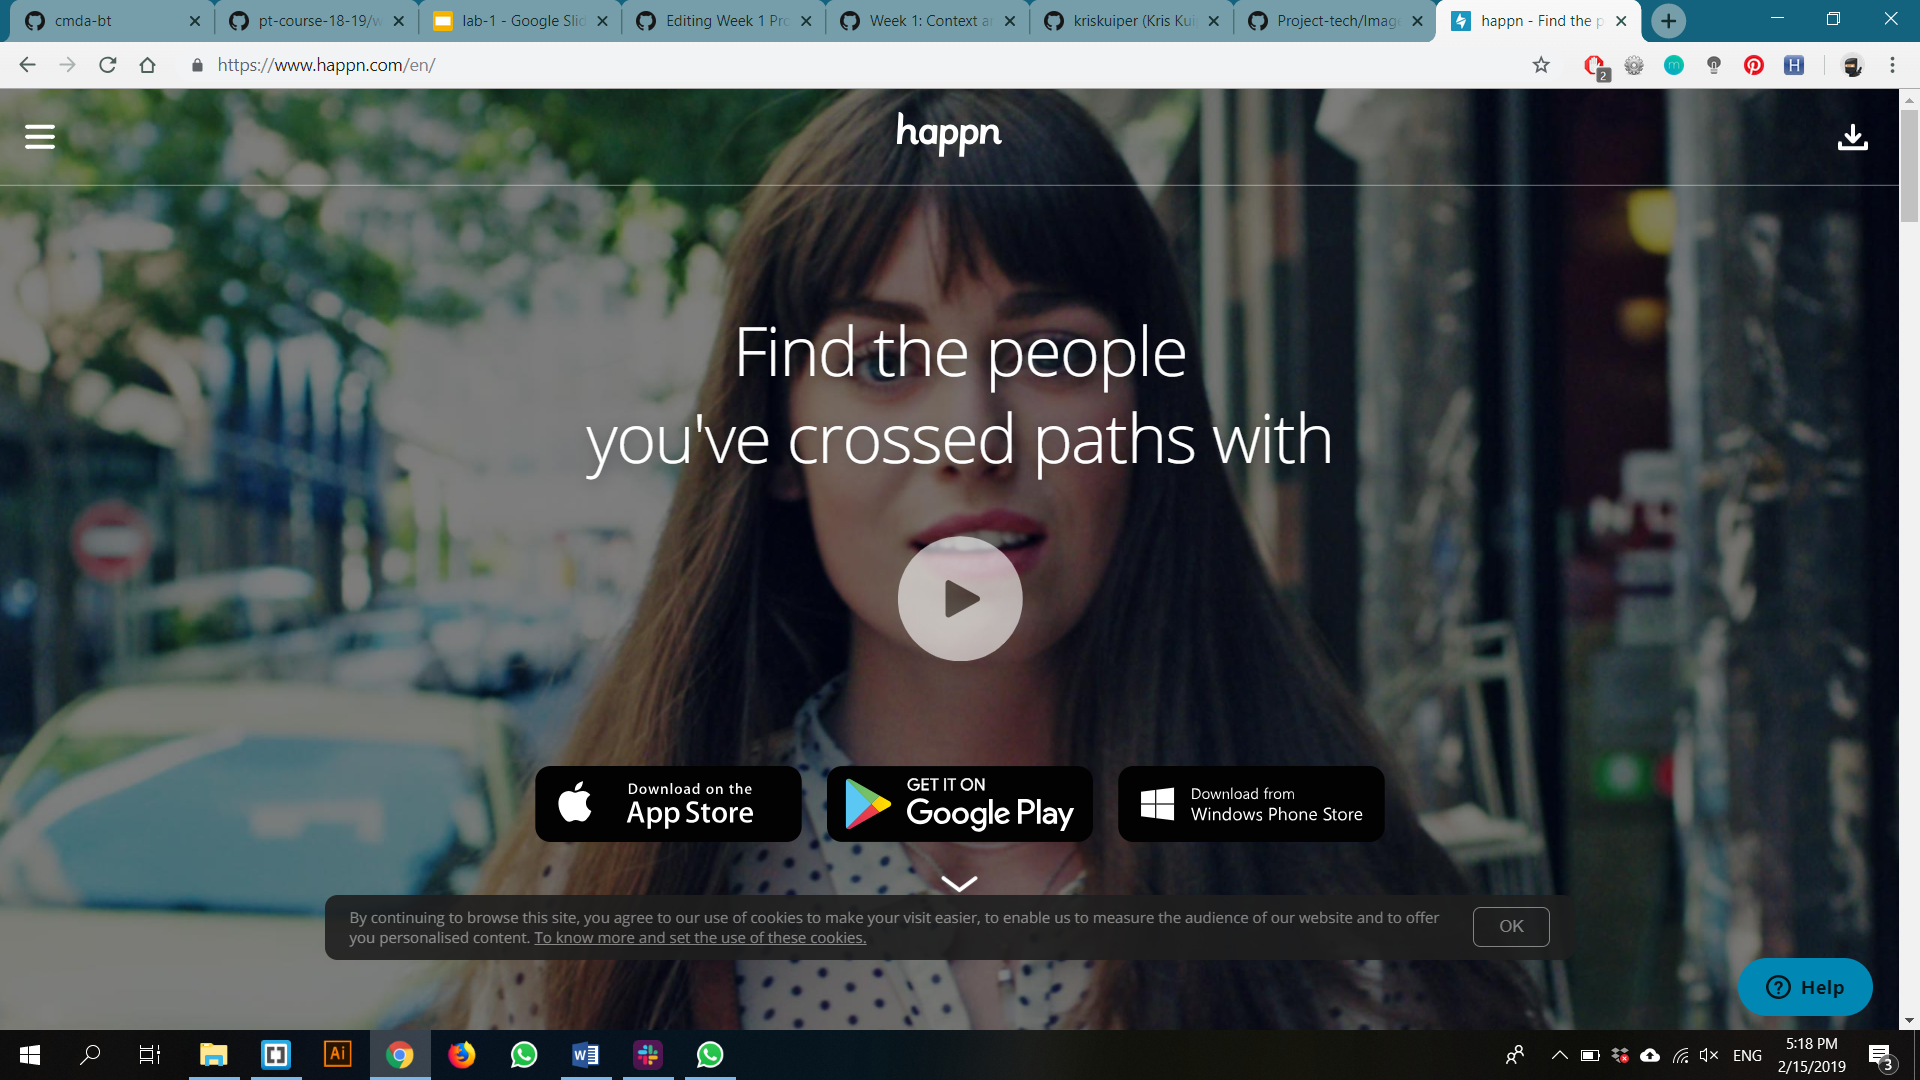 cmda-bt
pt-course-18-19/w
lab-1 - Google Slid
Editing Week 1 Pro
Week 1: Context a
kriskuiper (Kris Kui
Project-tech/Image
happn - Find the p
https://www.happn.com/en/
2
m
H
happn
Find the people
you've crossed paths with
Download on the
App Store
GET IT ON
Google Play
Download from
Windows Phone Store
By continuing to browse this site, you agree to our use of cookies to make your visit easier, to enable us to measure the audience of our website and to offer
you personalised content. To know more and set the use of these cookies.
OK
? Help
Ai
ENG
5:18 PM
2/15/2019
3